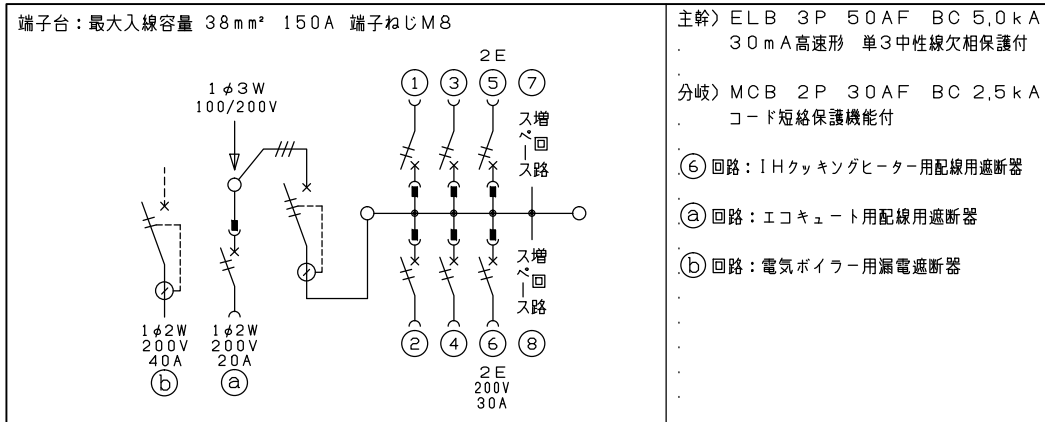 端子台：最大入線容量 38mm² 150A 端子ねじM8
2E
① ③ ⑤ ⑦
1φ3W
100/200V
増回路
スペース
増回路
スペース
② ④ ⑥ ⑧
2E
200V
30A
1φ2W
200V
40A
ⓑ
1φ2W
200V
20A
ⓐ
主幹）ELB 3P 50AF BC 5,0kA
30mA高速形 単3中性線欠相保護付
分岐）MCB 2P 30AF BC 2,5kA
コード短絡保護機能付
⑥回路：IHクッキングヒーター用配線用遮断器
ⓐ回路：エコキュート用配線用遮断器
ⓑ回路：電気ボイラー用漏電遮断器